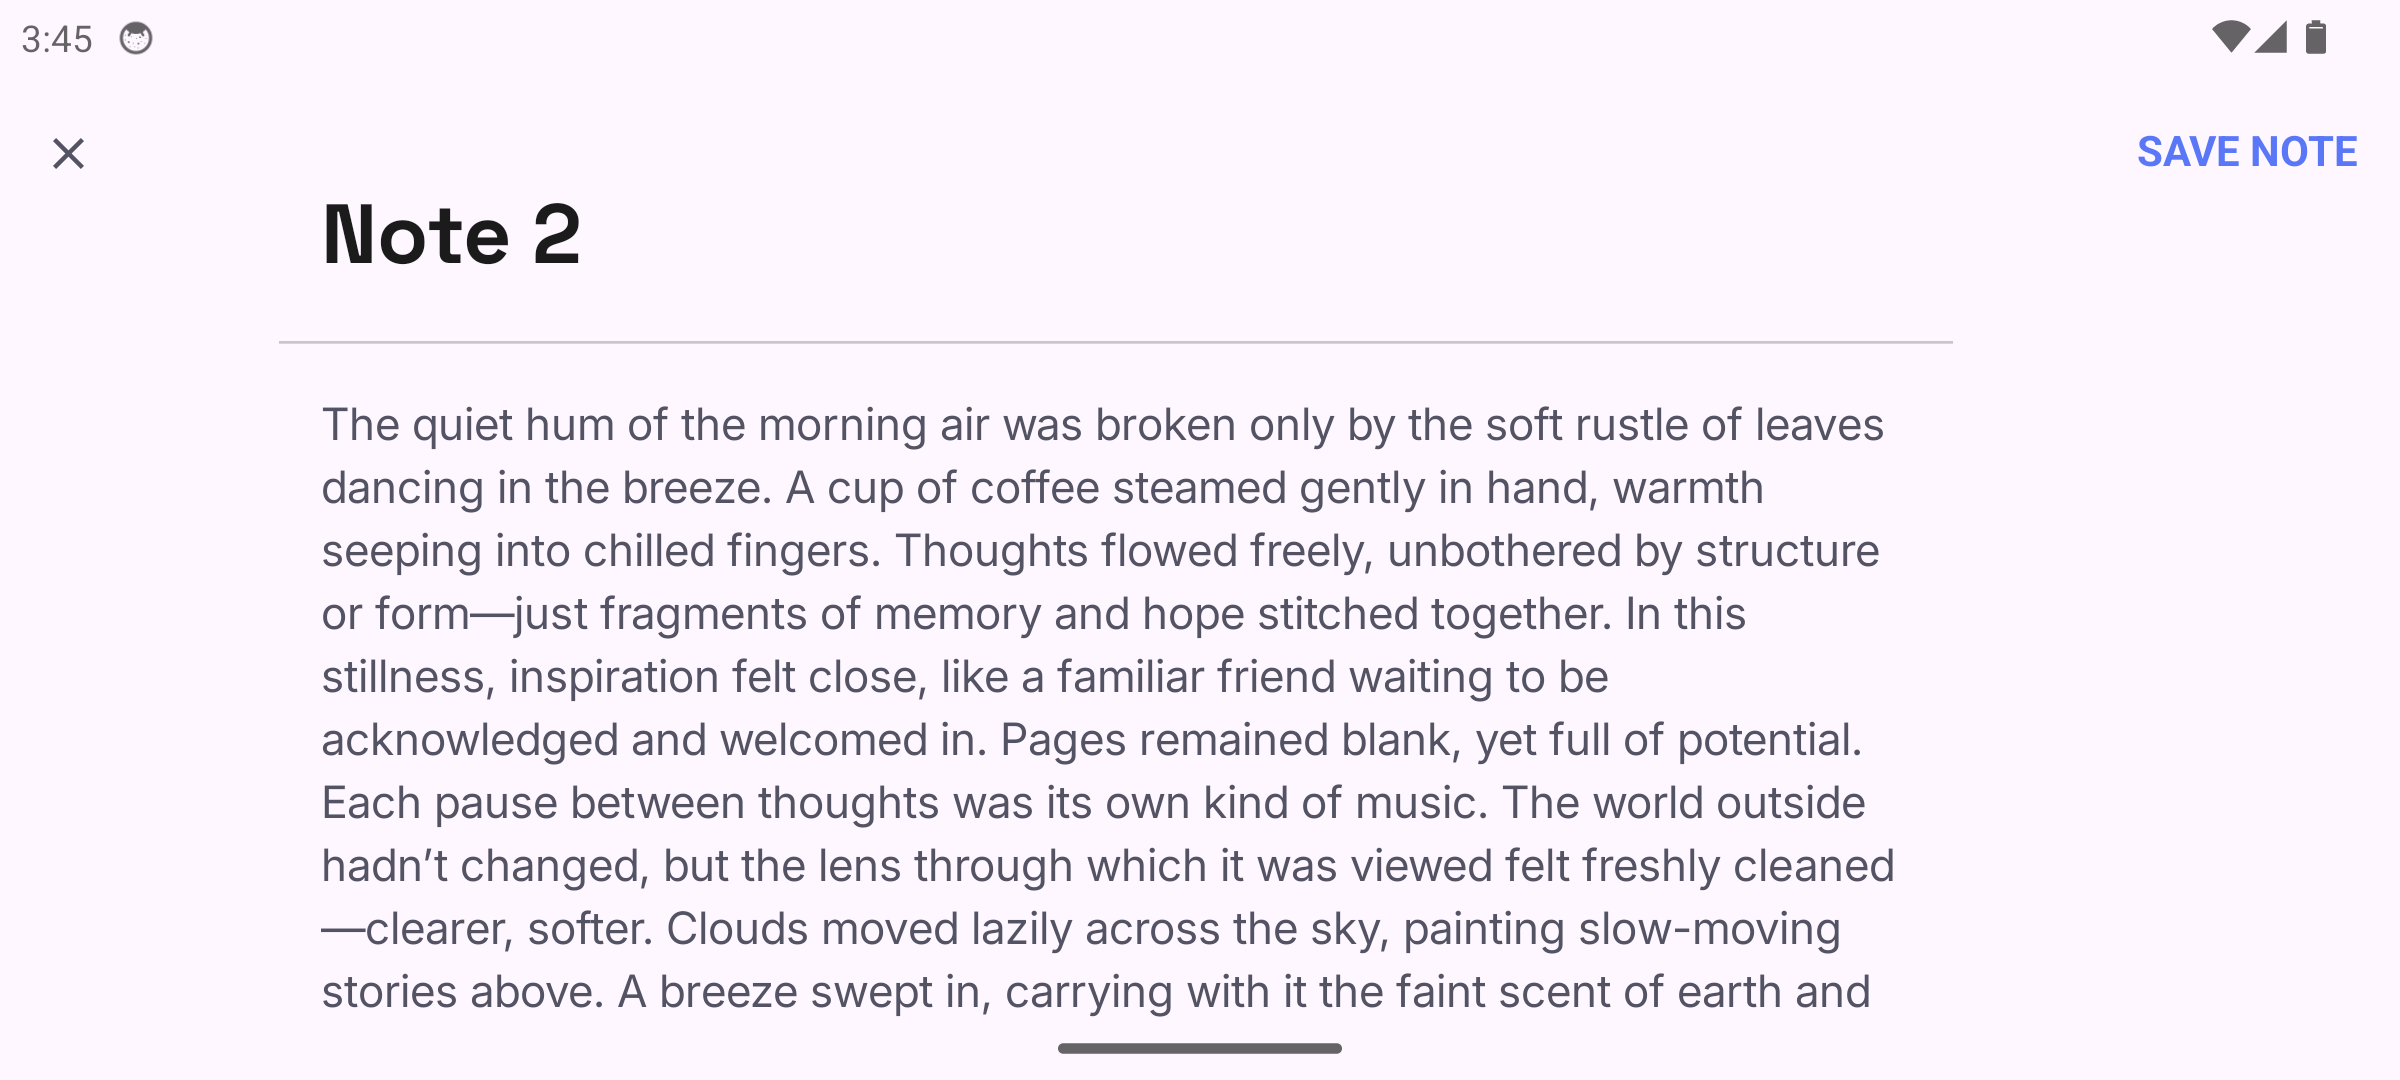 3:45
SAVE NOTE
Note 2
The quiet hum of the morning air was broken only by the soft rustle of leaves
dancing in the breeze. A cup of coffee steamed gently in hand, warmth
seeping into chilled fingers. Thoughts flowed freely, unbothered by structure
or form—just fragments of memory and hope stitched together. In this
stillness, inspiration felt close, like a familiar friend waiting to be
acknowledged and welcomed in. Pages remained blank, yet full of potential.
Each pause between thoughts was its own kind of music. The world outside
hadn’t changed, but the lens through which it was viewed felt freshly cleaned
—clearer, softer. Clouds moved lazily across the sky, painting slow-moving
stories above. A breeze swept in, carrying with it the faint scent of earth and